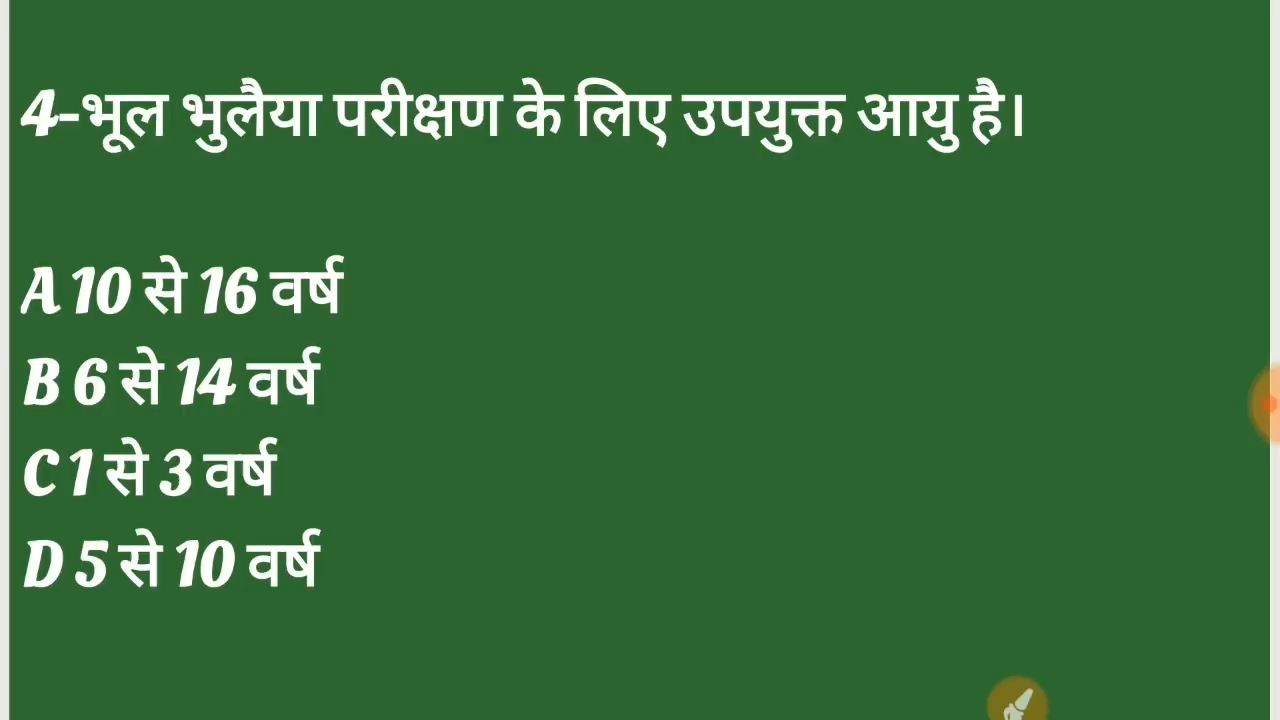 4-भूल भुलैया परीक्षण के लिए उपयुक्त आयु है।
A 10 से 16 वर्ष
B 6 से 14 वर्ष
C 1 से 3 वर्ष
D 5 से 10 वर्ष